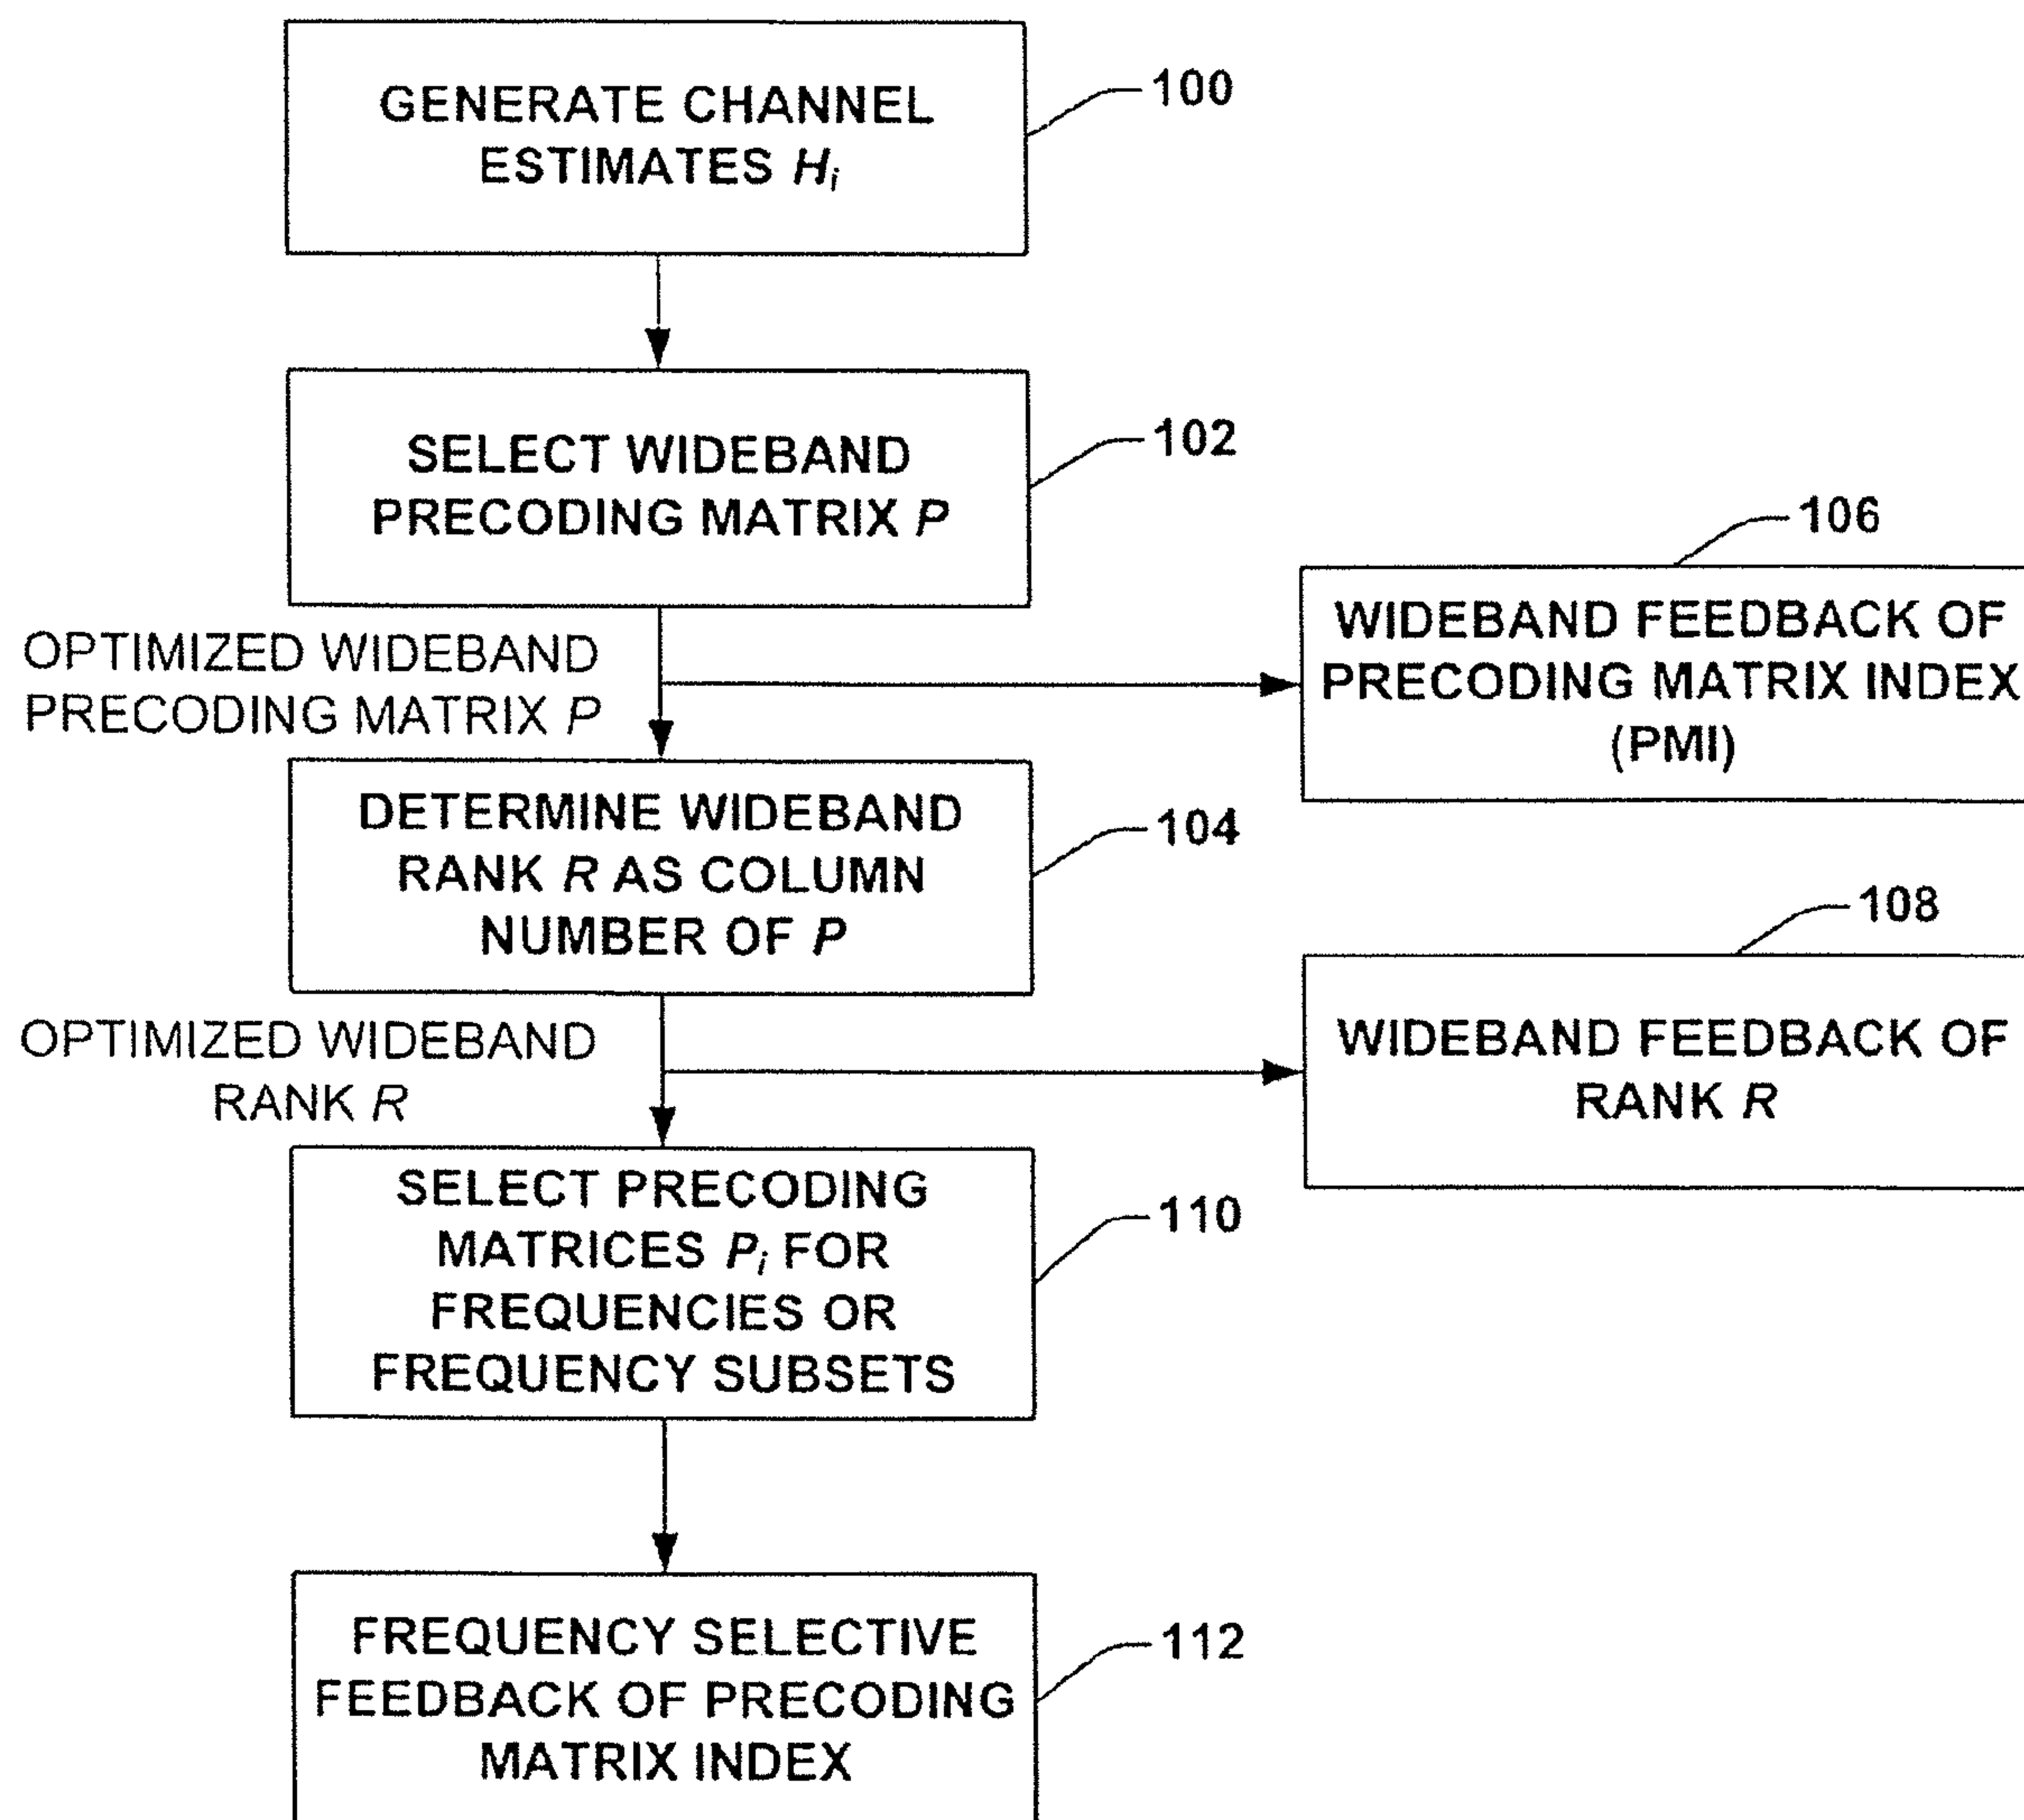 GENERATE CHANNEL
ESTIMATES Hi
100
SELECT WIDEBAND
PRECODING MATRIX P
102
OPTIMIZED WIDEBAND
PRECODING MATRIX P
106
WIDEBAND FEEDBACK OF
PRECODING MATRIX INDEX
(PMI)
DETERMINE WIDEBAND
RANK R AS COLUMN
NUMBER OF P
104
OPTIMIZED WIDEBAND
RANK R
108
WIDEBAND FEEDBACK OF
RANK R
SELECT PRECODING
MATRICES Pi FOR
FREQUENCIES OR
FREQUENCY SUBSETS
110
FREQUENCY SELECTIVE
FEEDBACK OF PRECODING
MATRIX INDEX
112